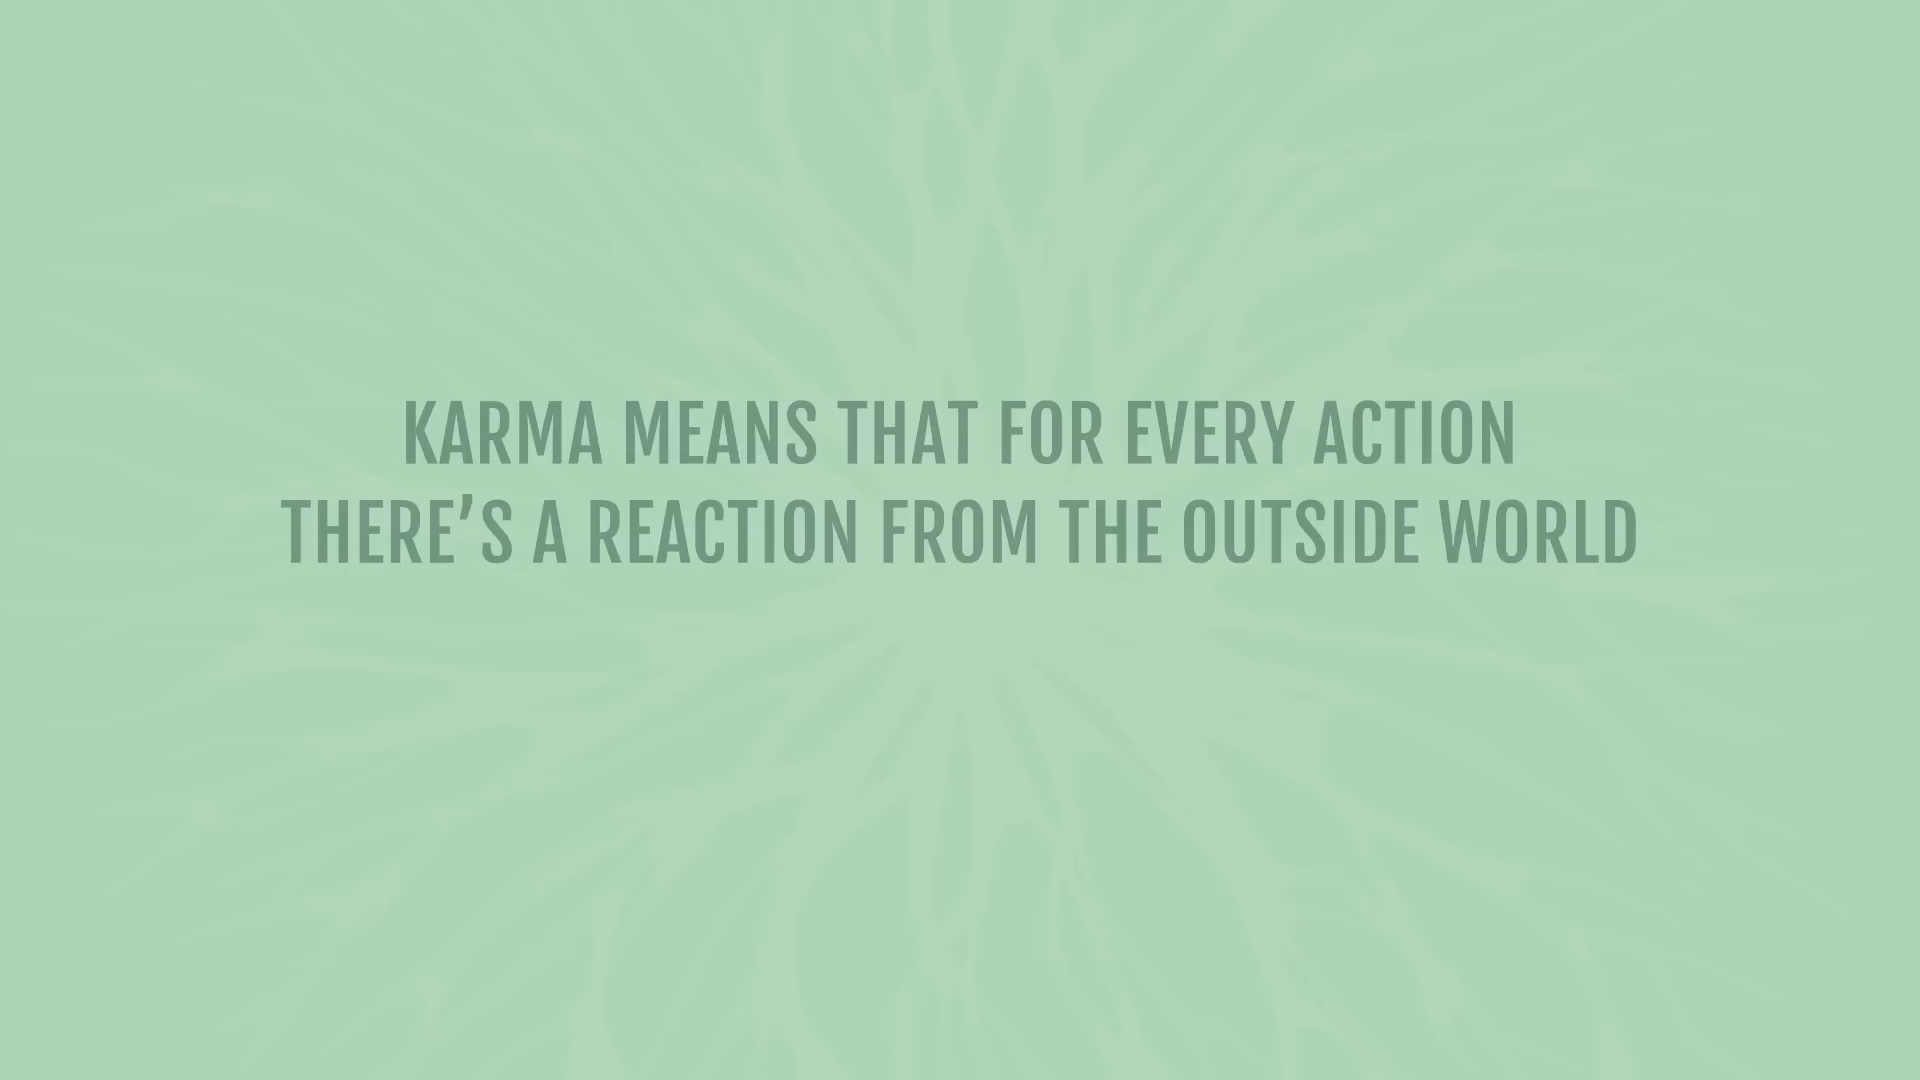 KARMA MEANS THAT FOR EVERY ACTION
THERE’S A REACTION FROM THE OUTSIDE WORLD